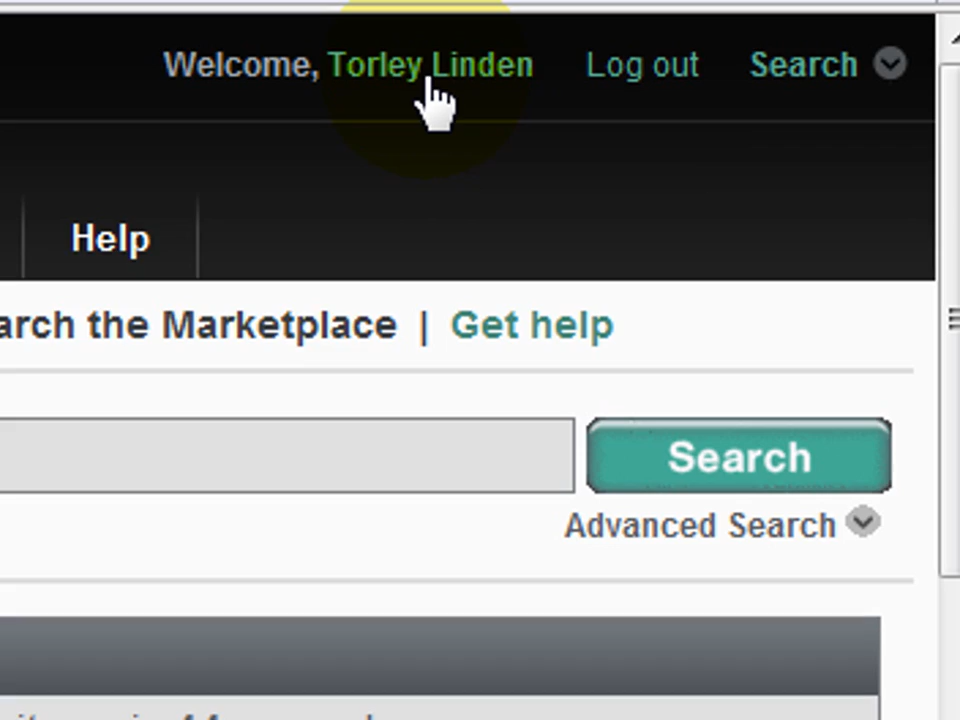 Welcome, Torley Linden Log out Search
Help
arch the Marketplace | Get help
Search
Advanced Search